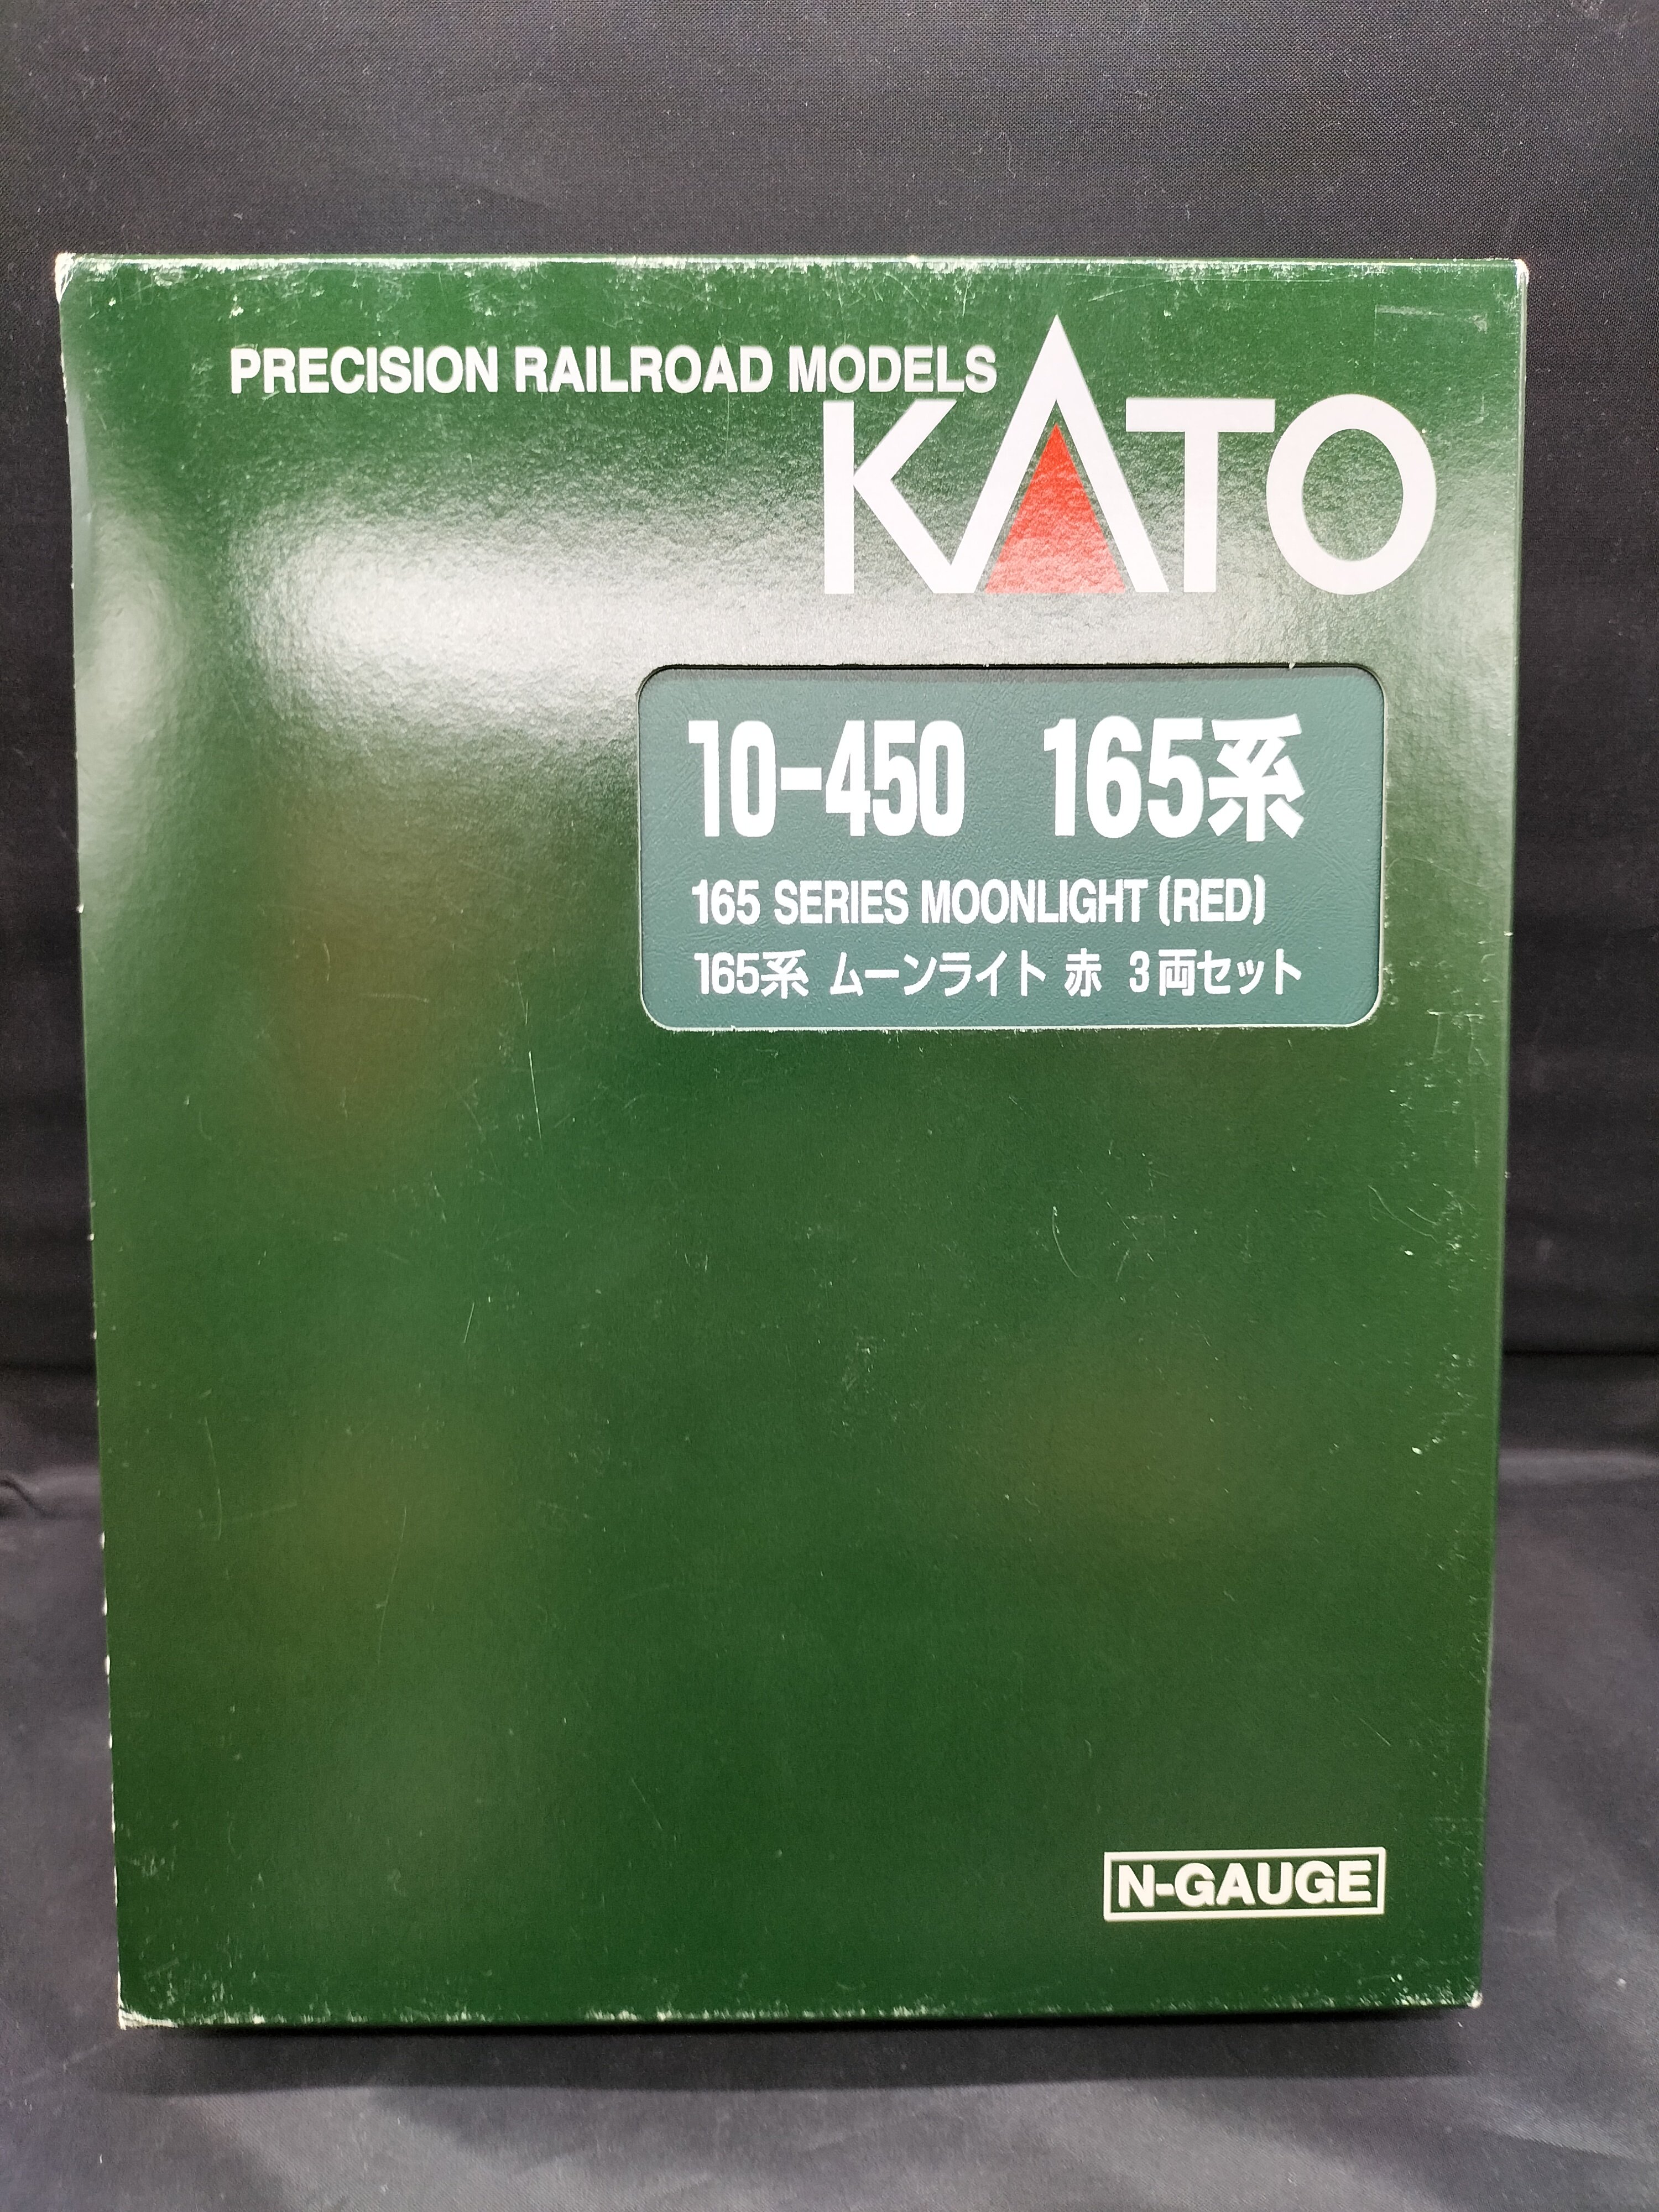 PRECISION RAILROAD MODELS
KATO
10-450 165系
165 SERIES MOONLIGHT (RED)
165系 ムーンライト 赤 3両セット
N-GAUGE